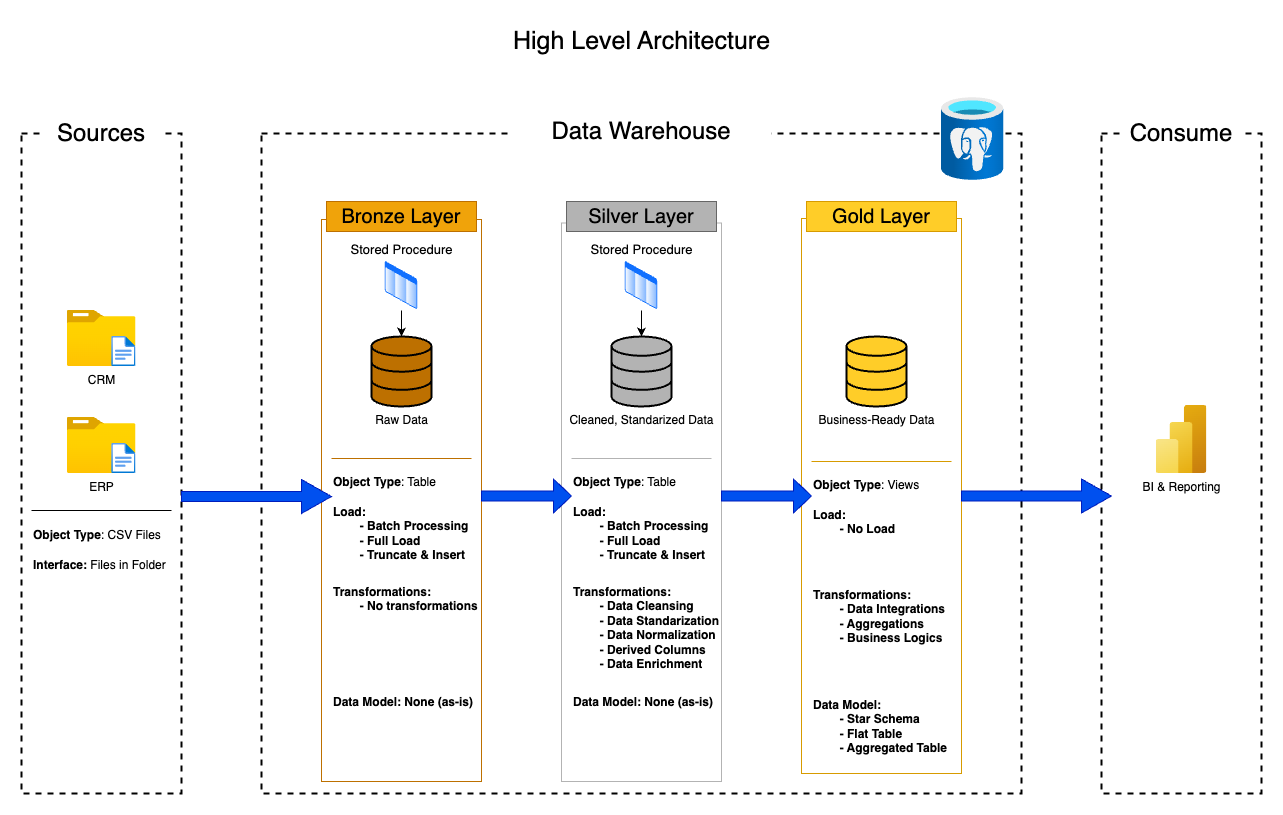 High Level Architecture
Sources
CRM
ERP
Object Type: CSV Files
Interface: Files in Folder
Data Warehouse
Bronze Layer
Stored Procedure
Raw Data
Object Type: Table
Load:
- Batch Processing
- Full Load
- Truncate & Insert
Transformations:
- No transformations
Data Model: None (as-is)
Silver Layer
Stored Procedure
Cleaned, Standarized Data
Object Type: Table
Load:
- Batch Processing
- Full Load
- Truncate & Insert
Transformations:
- Data Cleansing
- Data Standarization
- Data Normalization
- Derived Columns
- Data Enrichment
Data Model: None (as-is)
Gold Layer
Business-Ready Data
Object Type: Views
Load:
- No Load
Transformations:
- Data Integrations
- Aggregations
- Business Logics
Data Model:
- Star Schema
- Flat Table
- Aggregated Table
Consume
BI & Reporting